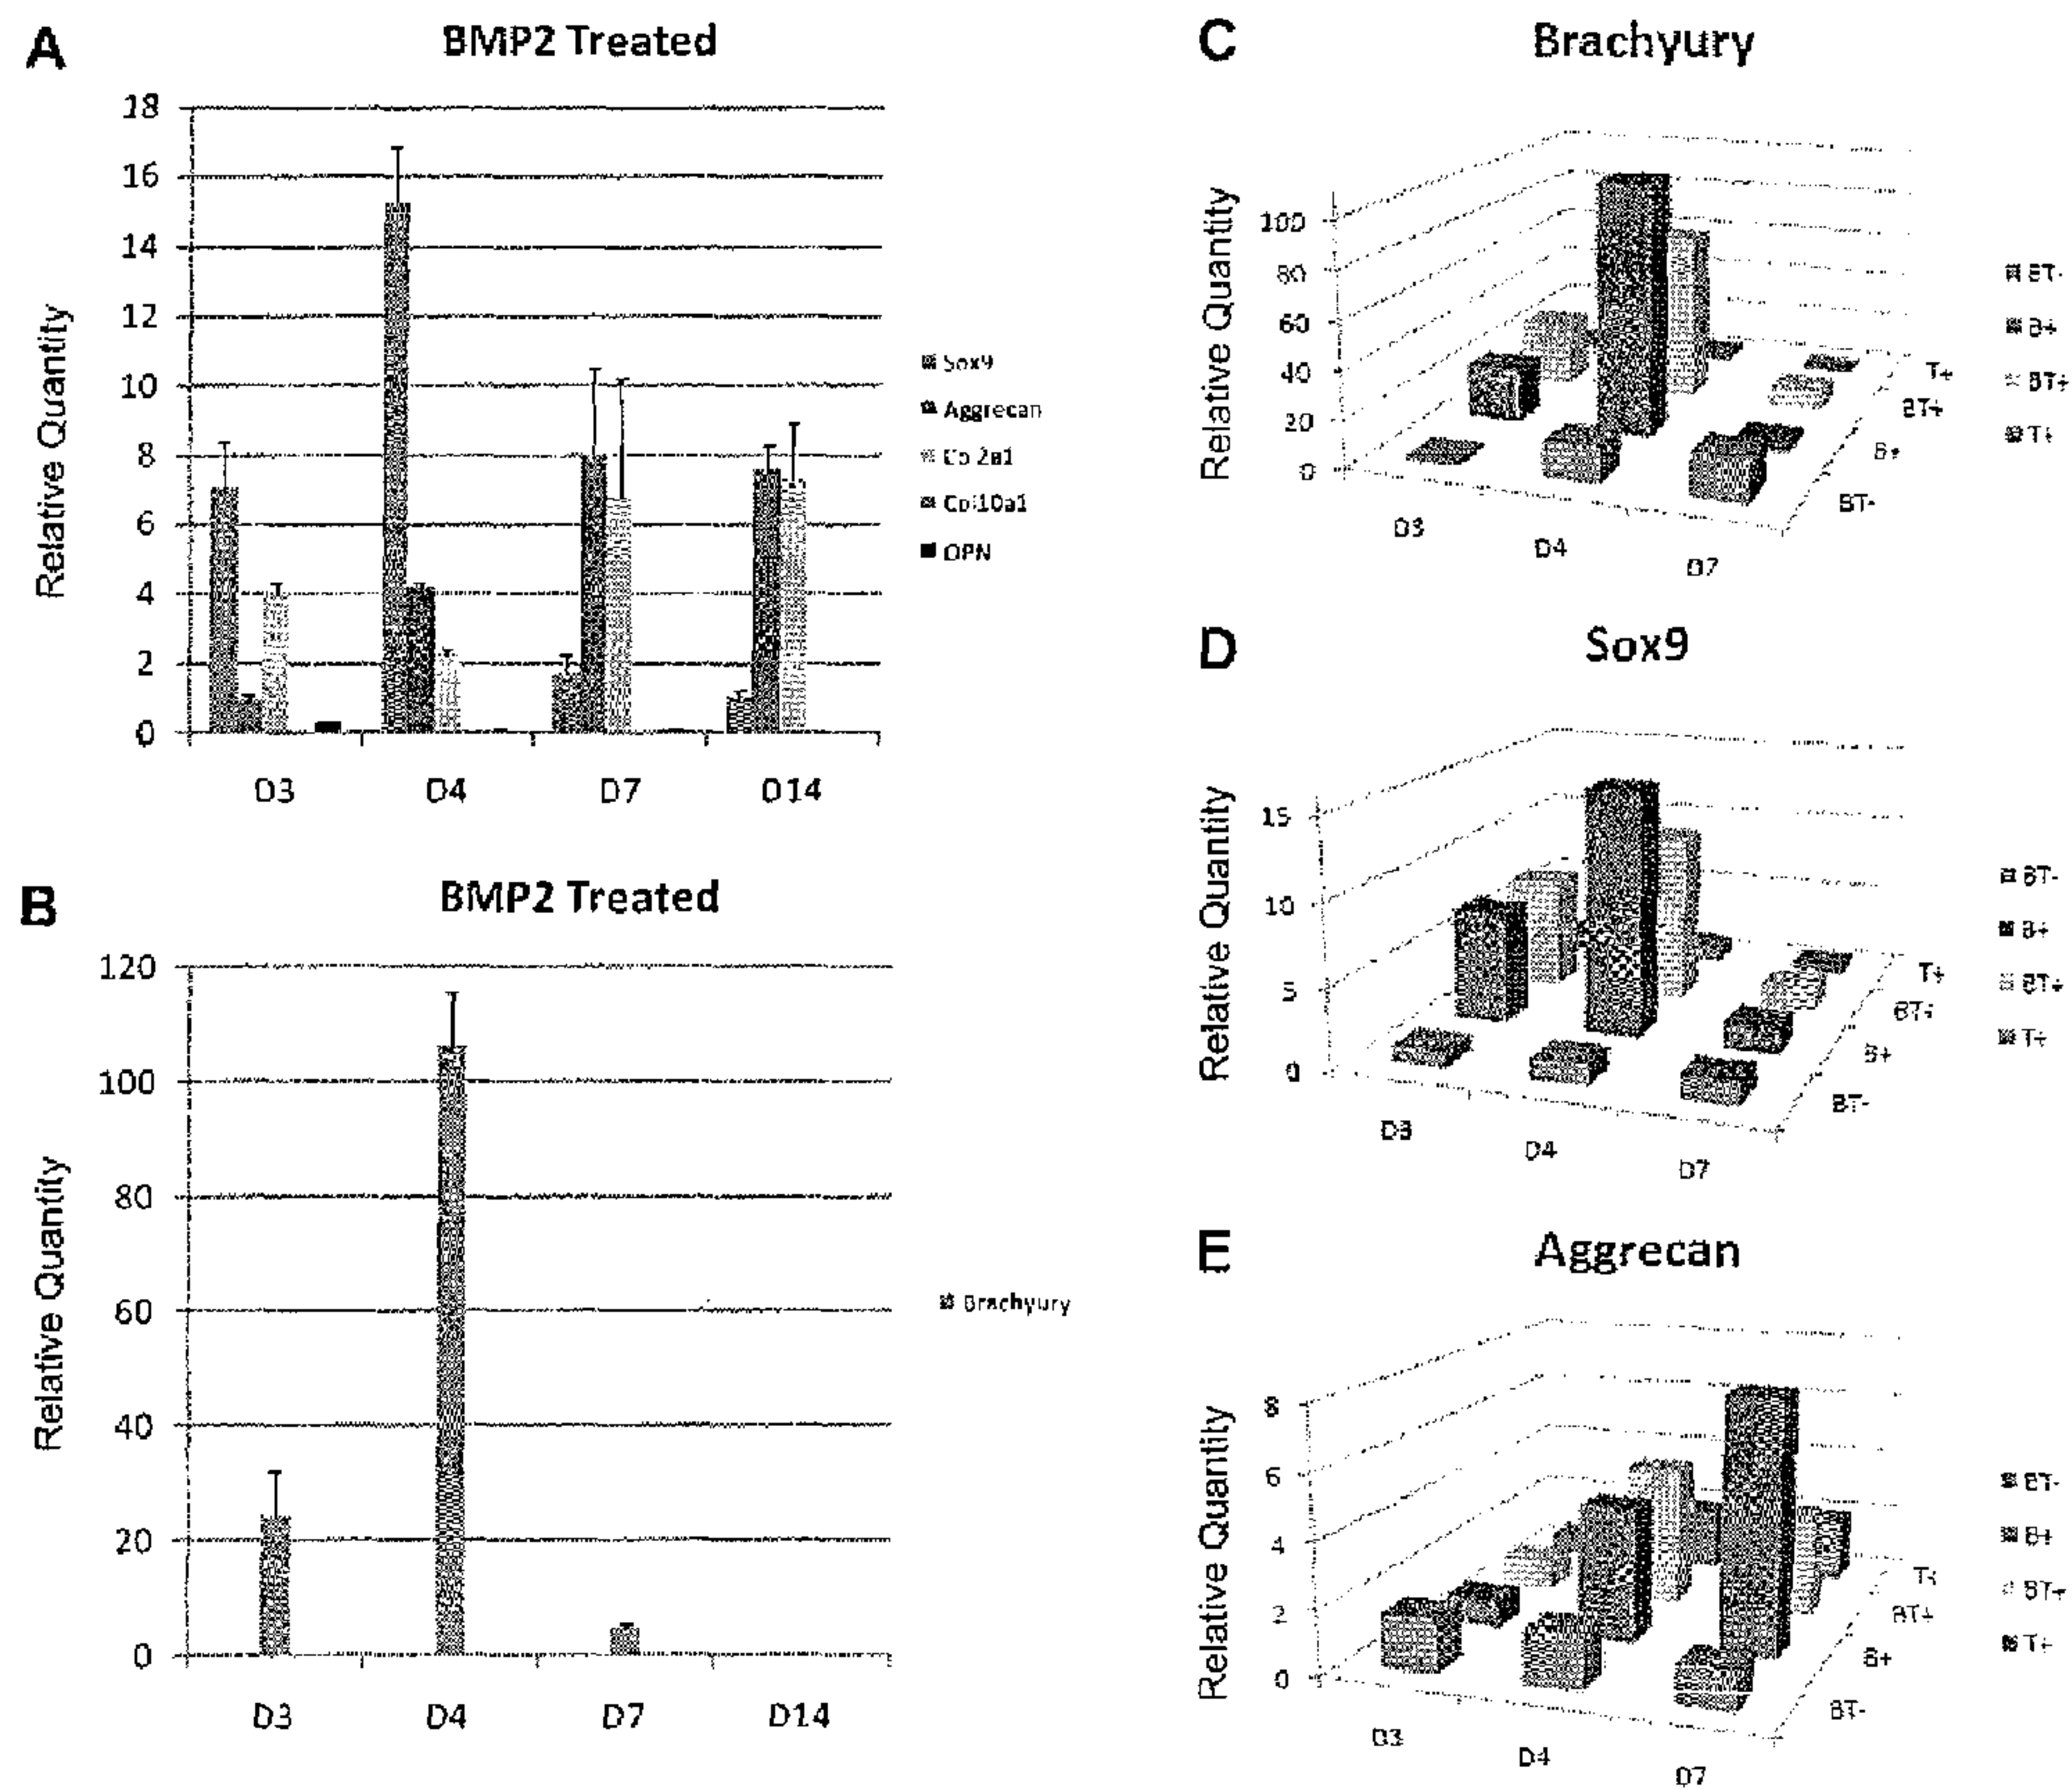 A
BMP2 Treated
Relative Quantity
18
16
14
12
10
8
6
4
2
0
D3
D4
D7
D14
Sox9
Aggrecan
Col10a1
OPN
B
BMP2 Treated
Relative Quantity
120
100
80
60
40
20
0
D3
D4
D7
D14
Brachyury
C
Brachyury
Relative Quantity
100
80
60
40
20
0
D3
D4
D7
T+
BT+
B+
BT-
BT-
B+
BT+
T+
D
Sox9
Relative Quantity
15
10
5
0
D3
D4
D7
T+
BT+
B+
BT-
BT-
B+
BT+
T+
E
Aggrecan
Relative Quantity
8
6
4
2
0
D3
D4
D7
T+
BT+
B+
BT-
BT-
B+
BT+
T+